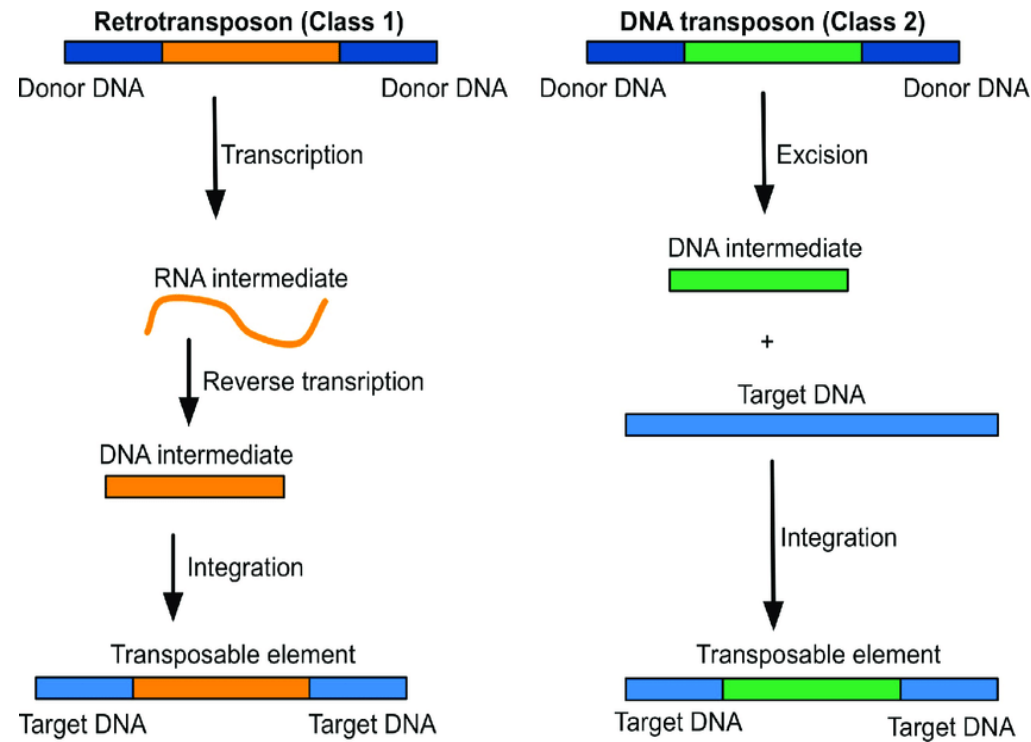 Retrotransposon (Class 1)
Donor DNA
Donor DNA
Transcription
RNA intermediate
Reverse transription
DNA intermediate
Integration
Transposable element
Target DNA
Target DNA
DNA transposon (Class 2)
Donor DNA
Donor DNA
Excision
DNA intermediate
+
Target DNA
Integration
Transposable element
Target DNA
Target DNA